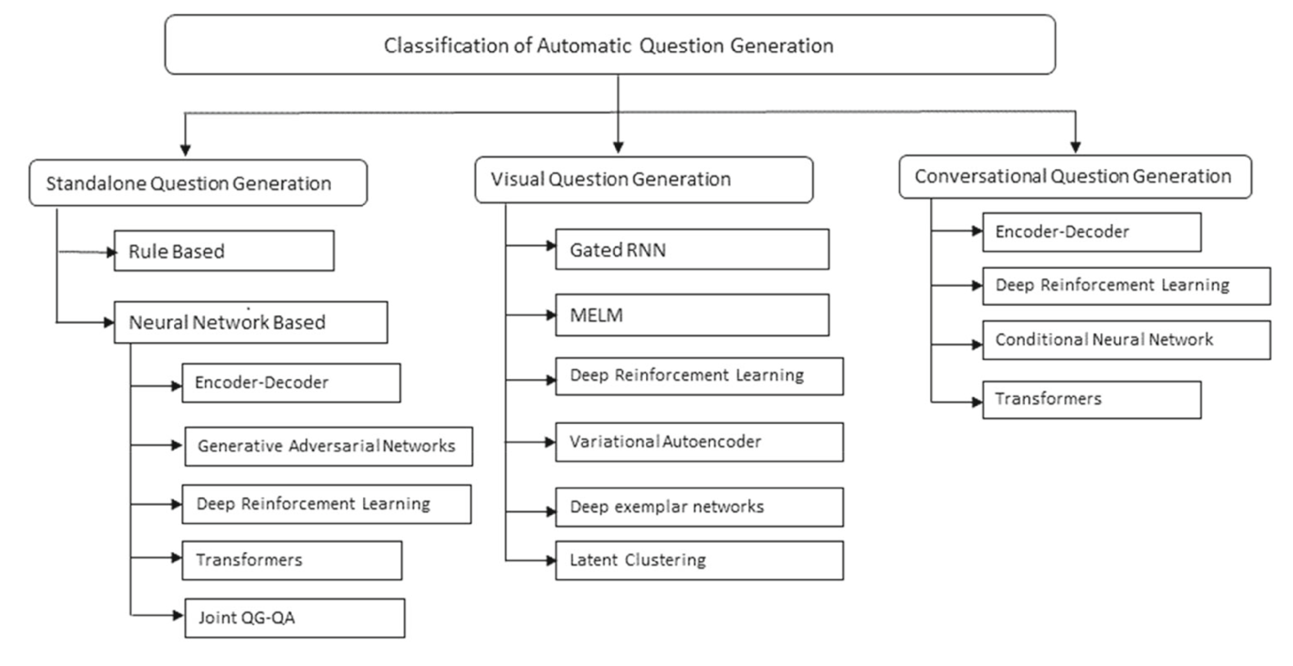 Classification of Automatic Question Generation
Standalone Question Generation
Rule Based
Neural Network Based
Encoder-Decoder
Generative Adversarial Networks
Deep Reinforcement Learning
Transformers
Joint QG-QA
Visual Question Generation
Gated RNN
MELM
Deep Reinforcement Learning
Variational Autoencoder
Deep exemplar networks
Latent Clustering
Conversational Question Generation
Encoder-Decoder
Deep Reinforcement Learning
Conditional Neural Network
Transformers